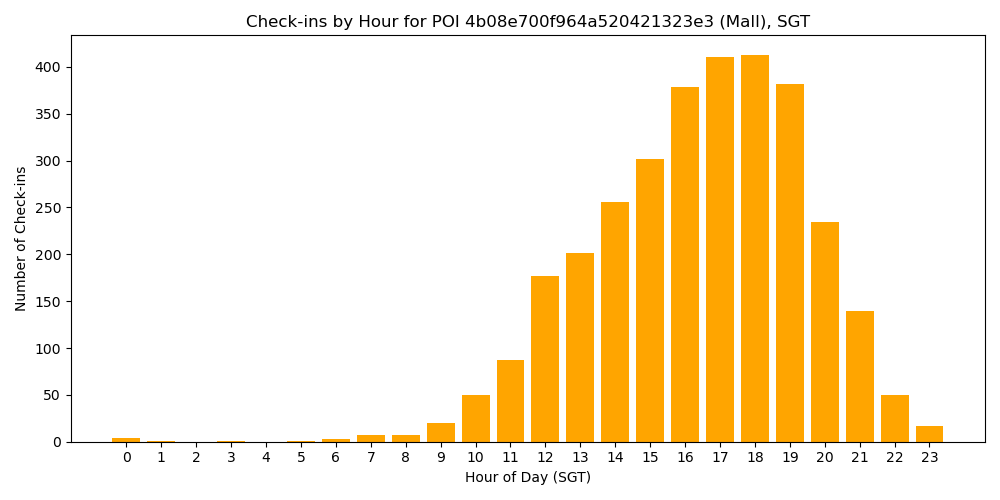 Check-ins by Hour for POI 4b08e700f964a520421323e3 (Mall), SGT
Number of Check-ins
400
350
300
250
200
150
100
50
0
0 1 2 3 4 5 6 7 8 9 10 11 12 13 14 15 16 17 18 19 20 21 22 23
Hour of Day (SGT)